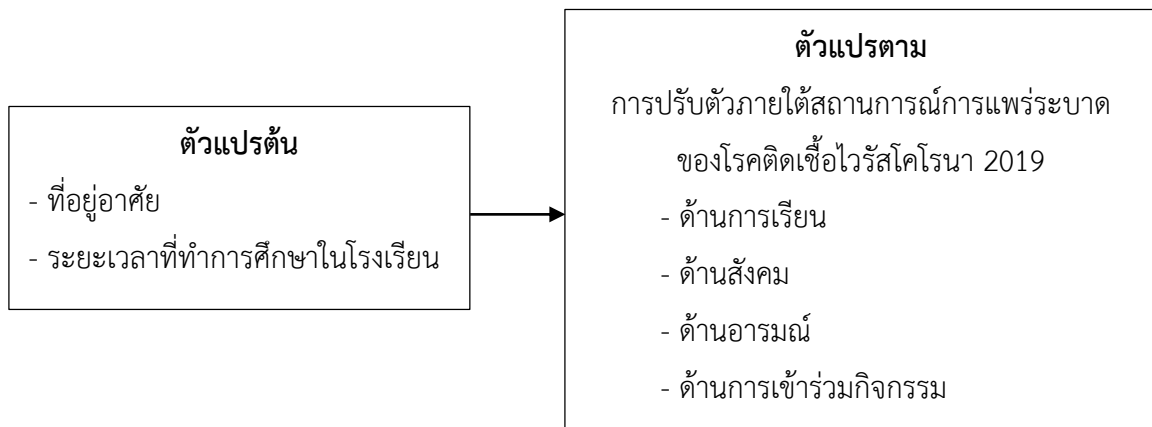 ตัวแปรต้น
- ที่อยู่อาศัย
- ระยะเวลาที่ทำการศึกษาในโรงเรียน
ตัวแปรตาม
การปรับตัวภายใต้สถานการณ์การแพร่ระบาด
ของโรคติดเชื้อไวรัสโคโรนา 2019
- ด้านการเรียน
- ด้านสังคม
- ด้านอารมณ์
- ด้านการเข้าร่วมกิจกรรม